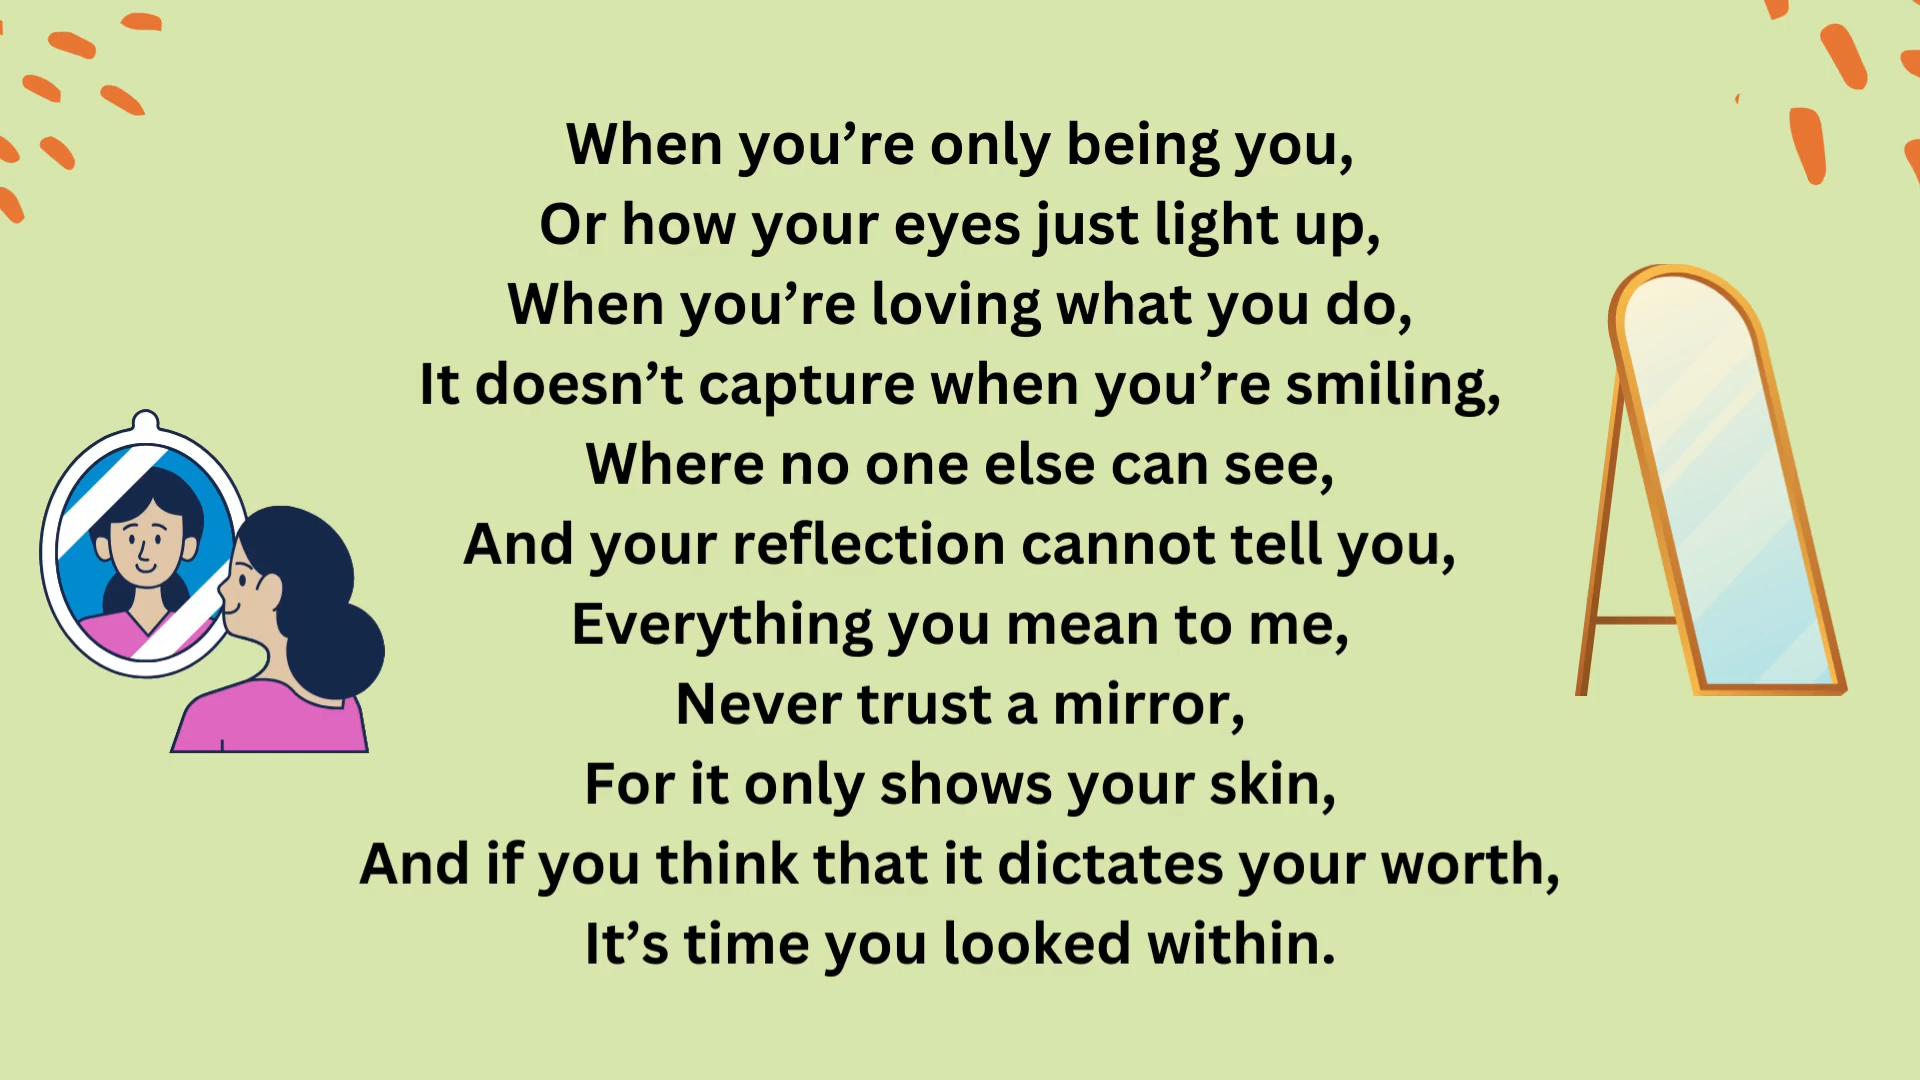 When you’re only being you,
Or how your eyes just light up,
When you’re loving what you do,
It doesn’t capture when you’re smiling,
Where no one else can see,
And your reflection cannot tell you,
Everything you mean to me,
Never trust a mirror,
For it only shows your skin,
And if you think that it dictates your worth,
It’s time you looked within.